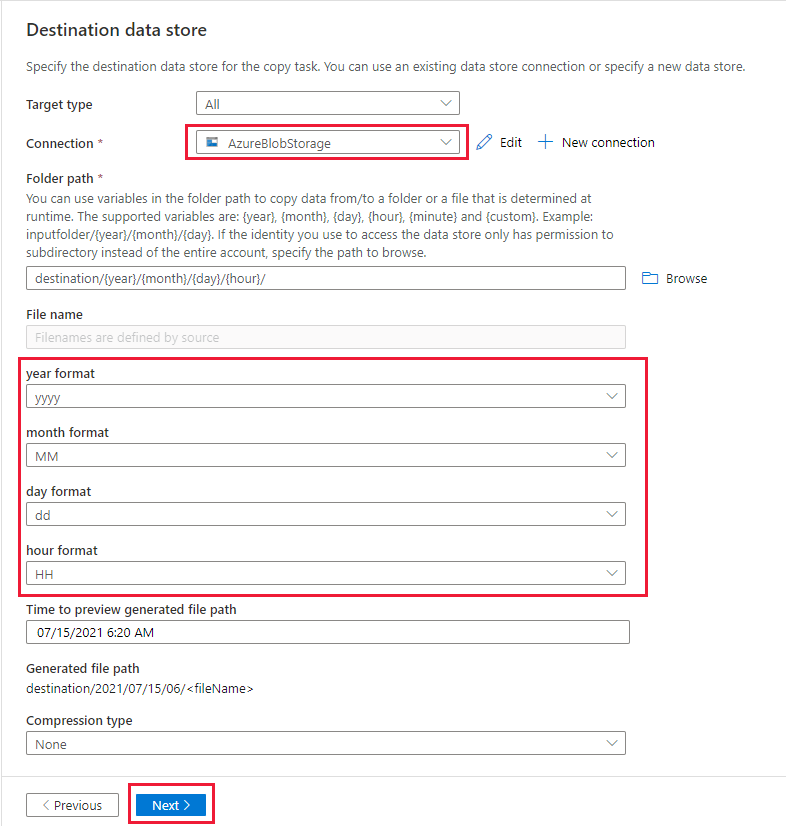 Destination data store
Specify the destination data store for the copy task. You can use an existing data store connection or specify a new data store.
Target type
All
Connection *
AzureBlobStorage
Edit
New connection
Folder path *
You can use variables in the folder path to copy data from/to a folder or a file that is determined at
runtime. The supported variables are: {year}, {month}, {day}, {hour}, {minute} and {custom}. Example:
inputfolder/{year}/{month}/{day}. If the identity you use to access the data store only has permission to
subdirectory instead of the entire account, specify the path to browse.
destination/{year}/{month}/{day}/{hour}/
Browse
File name
Filenames are defined by source
year format
yyyy
month format
MM
day format
dd
hour format
HH
Time to preview generated file path
07/15/2021 6:20 AM
Generated file path
destination/2021/07/15/06/<fileName>
Compression type
None
Previous
Next